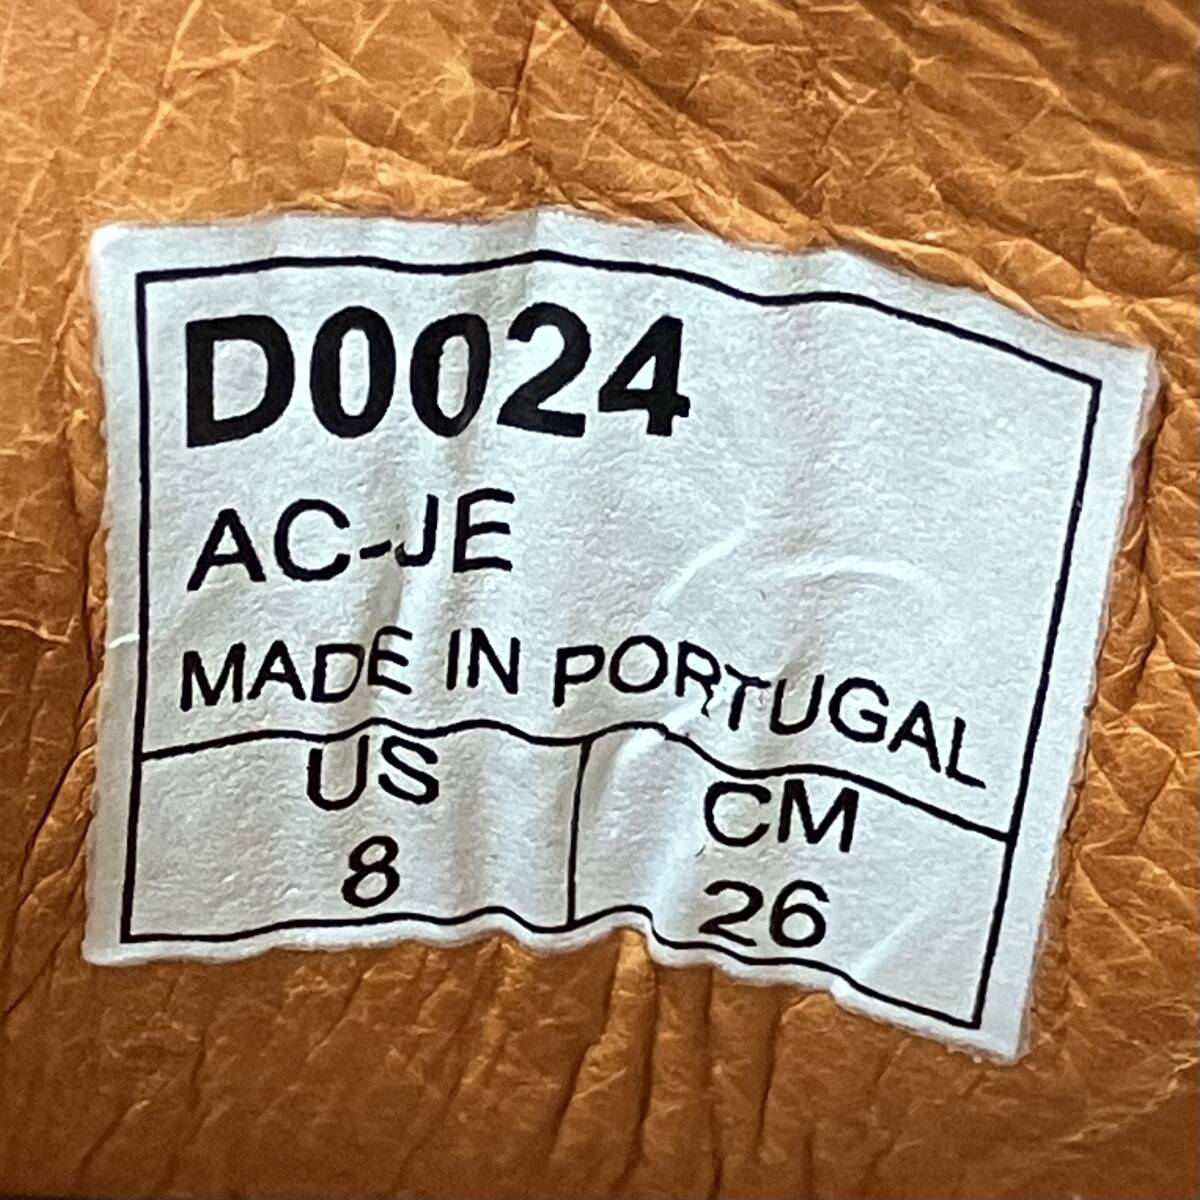 D0024
AC-JE
MADE IN PORTUGAL
US CM
8 26